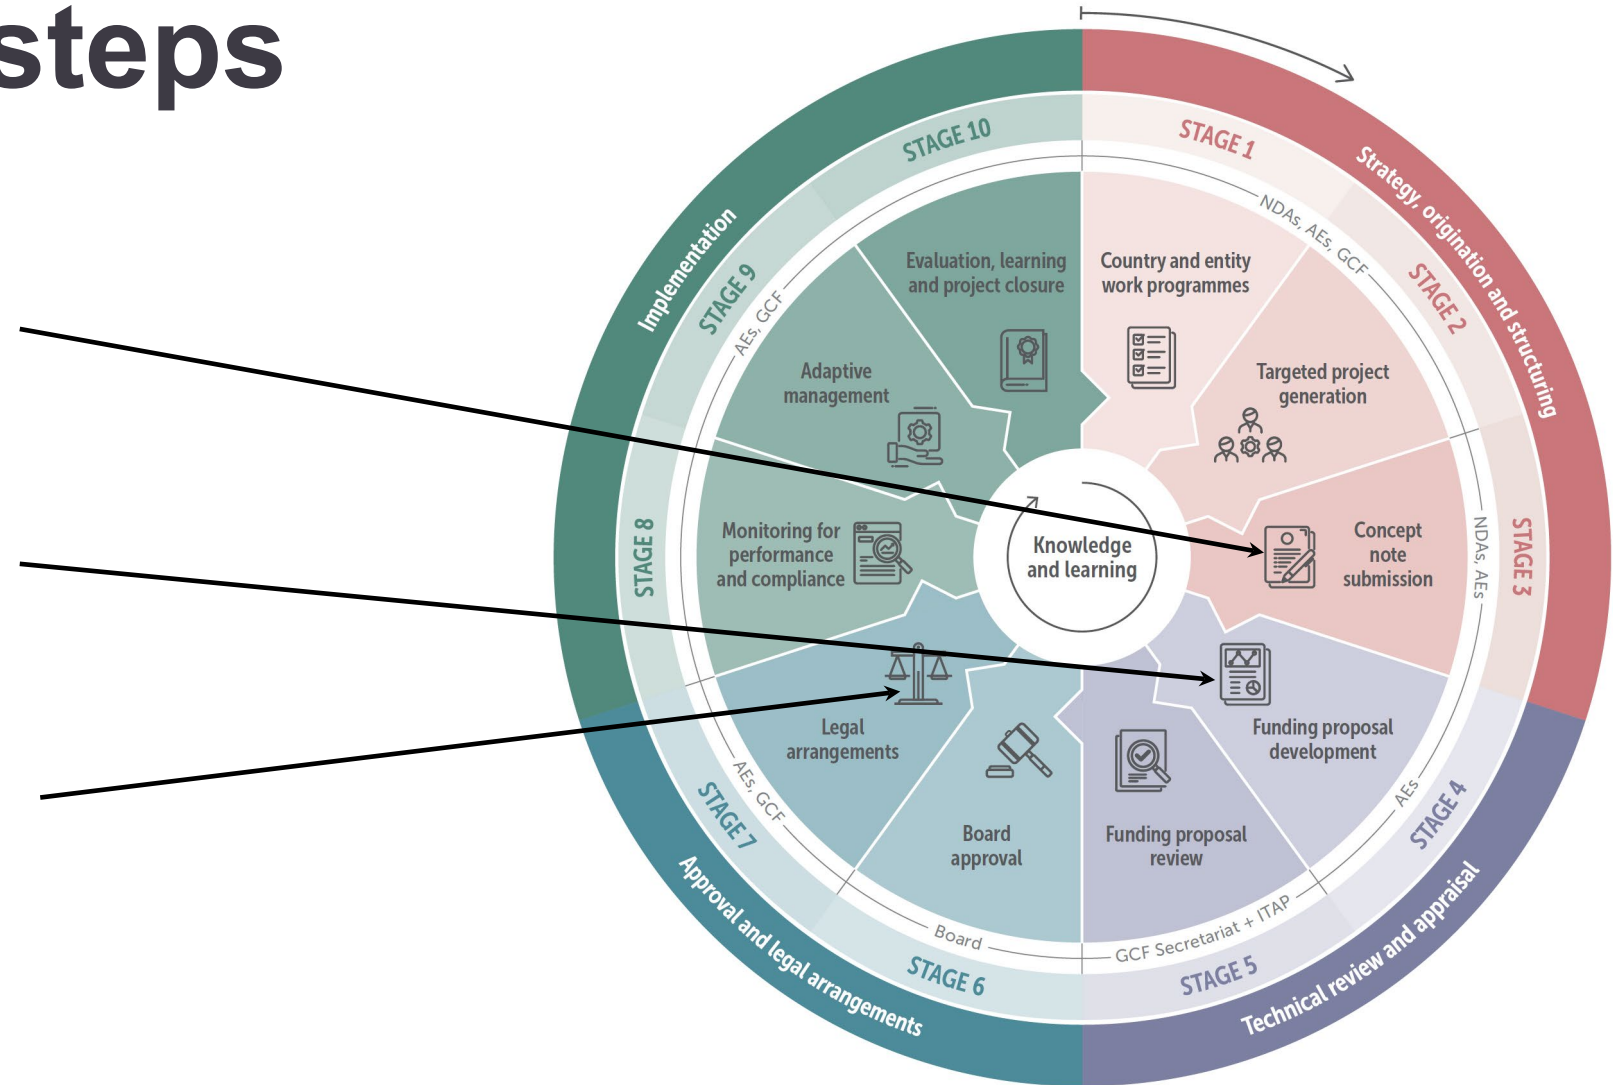 steps
STAGE 1
STAGE 2
STAGE 3
STAGE 4
STAGE 5
STAGE 6
STAGE 7
STAGE 8
STAGE 9
STAGE 10
Strategy, origination and structuring
Technical review and appraisal
Approval and legal arrangements
Implementation
NDAs, AEs, GCF
NDAs, AEs
AEs
GCF Secretariat + ITAP
Board
AEs, GCF
AEs, GCF
Country and entity
work programmes
Targeted project
generation
Concept
note
submission
Funding proposal
development
Funding proposal
review
Board
approval
Legal
arrangements
Monitoring for
performance
and compliance
Adaptive
management
Evaluation, learning
and project closure
Knowledge
and learning